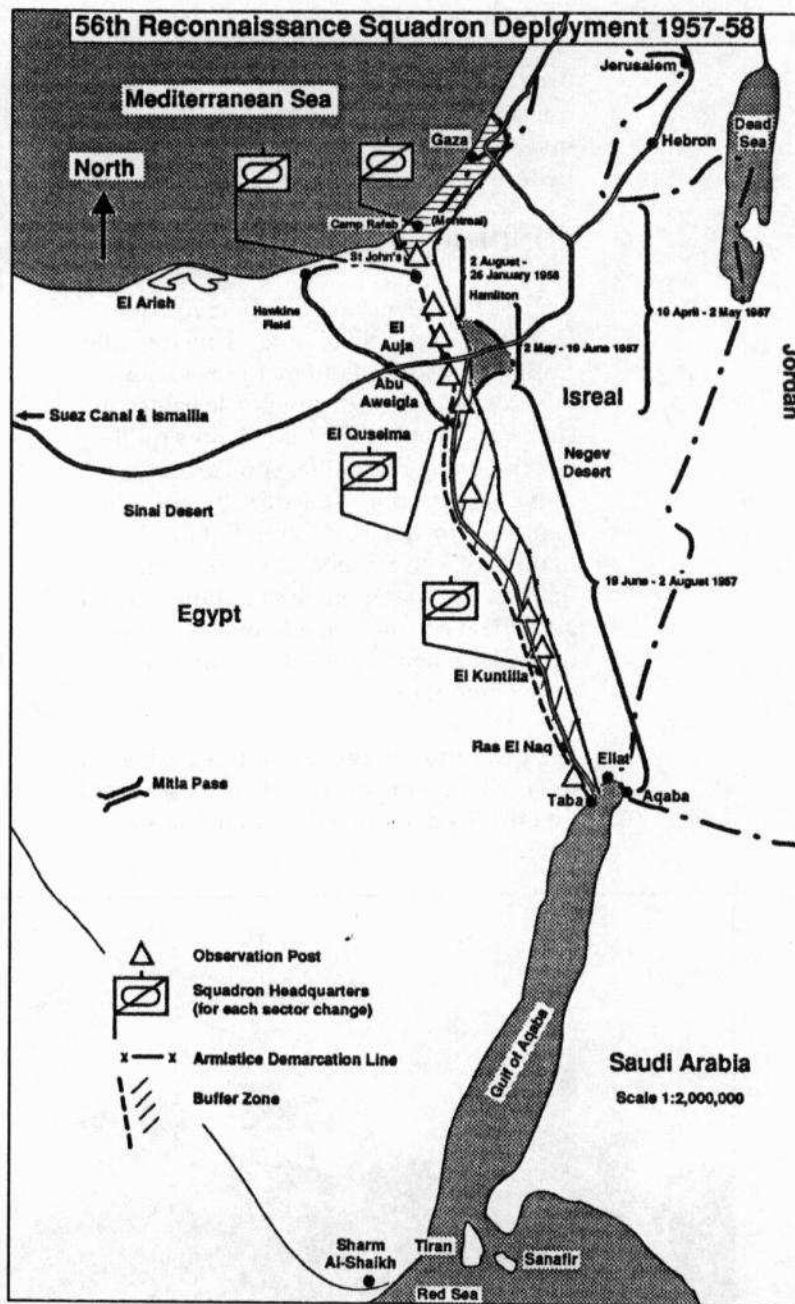 56th Reconnaissance Squadron Deployment 1957-58
Jerusalem
Mediterranean Sea
Gaza
Hebron
Dead
Sea
North
Camp Rafah
(Montreal)
St John's
2 August -
26 January 1958
Hamilton
El Arish
Hawkins
Field
10 April - 2 May 1957
El
Auja
2 May - 19 June 1957
Jordan
Abu
Aweigla
Isreal
Suez Canal & Ismailia
El Quseima
Negev
Desert
Sinai Desert
19 June - 2 August 1957
Egypt
El Kuntilla
Ras El Naq
Eilat
Mitla Pass
Taba
Aqaba
Observation Post
Squadron Headquarters
(for each sector change)
x x Armistice Demarcation Line
Buffer Zone
Gulf of Aqaba
Saudi Arabia
Scale 1:2,000,000
Sharm
Al-Shaikh
Tiran
Sanafir
Red Sea